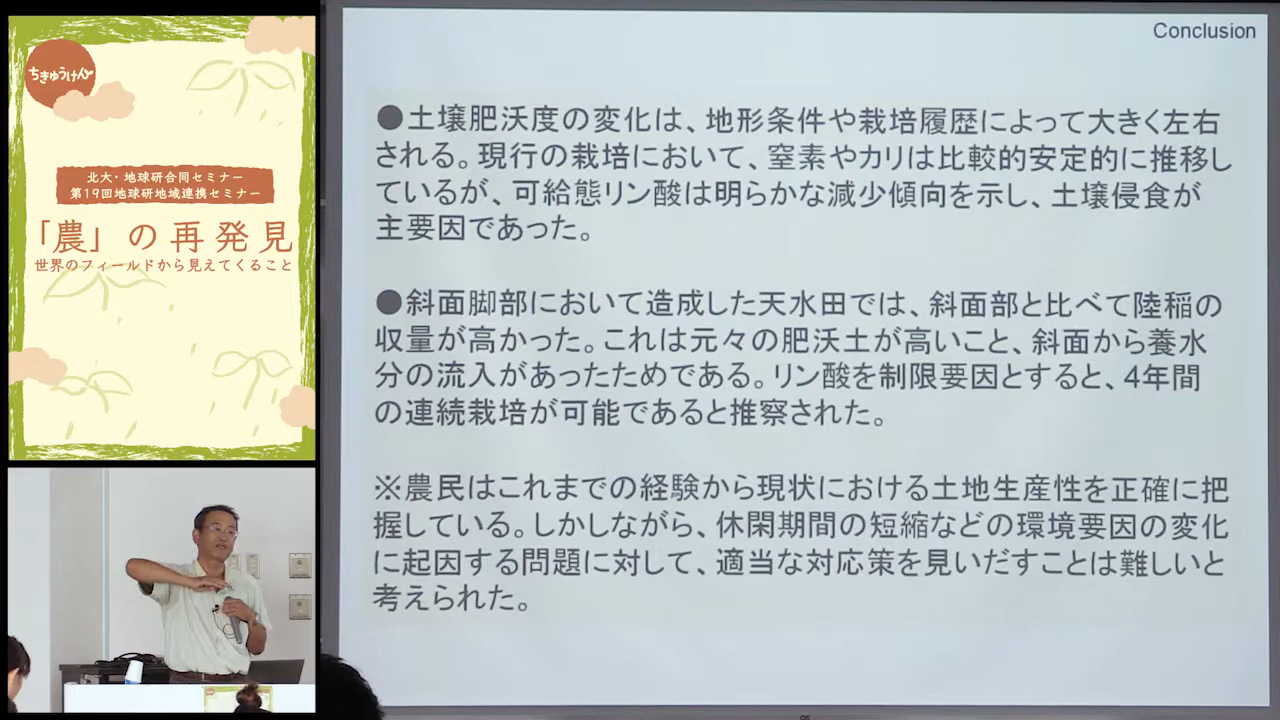 ちきゅうけん
北大・地球研合同セミナー
第19回地球研地域連携セミナー
「農」の再発見
世界のフィールドから見えてくること
Conclusion
●土壌肥沃度の変化は、地形条件や栽培履歴によって大きく左右
される。現行の栽培において、窒素やカリは比較的安定的に推移し
ているが、可給態リン酸は明らかな減少傾向を示し、土壌侵食が
主要因であった。
●斜面脚部において造成した天水田では、斜面部と比べて陸稲の
収量が高かった。これは元々の肥沃土が高いこと、斜面から養水
分の流入があったためである。リン酸を制限要因とすると、4年間
の連続栽培が可能であると推察された。
※農民はこれまでの経験から現状における土地生産性を正確に把
握している。しかしながら、休閑期間の短縮などの環境要因の変化
に起因する問題に対して、適当な対応策を見いだすことは難しいと
考えられた。